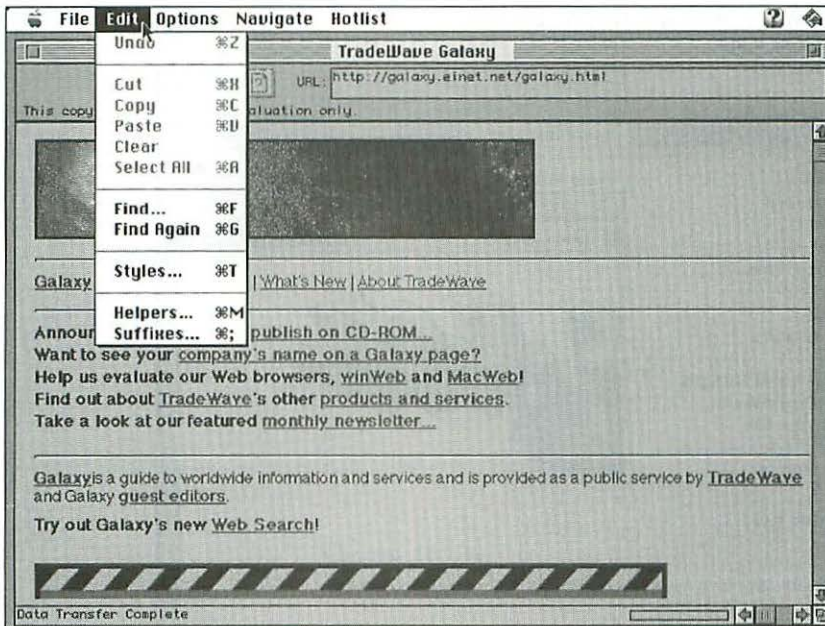 File Edit Options Navigate Hotlist
TradeWave Galaxy
URL: http://galaxy.einet.net/galaxy.html
This copy
aluation only.
Undo ⌘Z
Cut ⌘X
Copy ⌘C
Paste ⌘V
Clear
Select All ⌘A
Find... ⌘F
Find Again ⌘G
Styles... ⌘T
Helpers... ⌘M
Suffixes... ⌘;
Galaxy | What's New | About TradeWave
Announ publish on CD-ROM...
Want to see your company's name on a Galaxy page?
Help us evaluate our Web browsers, winWeb and MacWeb!
Find out about TradeWave's other products and services.
Take a look at our featured monthly newsletter...
Galaxy is a guide to worldwide information and services and is provided as a public service by TradeWave
and Galaxy guest editors.
Try out Galaxy's new Web Search!
Data Transfer Complete